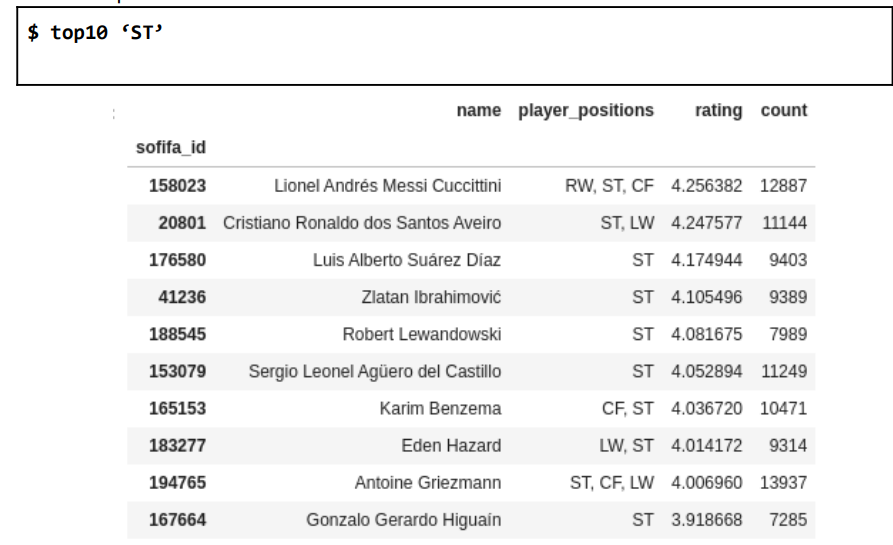 $ top10 ‘ST’
name player_positions rating count
sofifa_id
158023 Lionel Andrés Messi Cuccittini RW, ST, CF 4.256382 12887
20801 Cristiano Ronaldo dos Santos Aveiro ST, LW 4.247577 11144
176580 Luis Alberto Suárez Díaz ST 4.174944 9403
41236 Zlatan Ibrahimović ST 4.105496 9389
188545 Robert Lewandowski ST 4.081675 7989
153079 Sergio Leonel Agüero del Castillo ST 4.052894 11249
165153 Karim Benzema CF, ST 4.036720 10471
183277 Eden Hazard LW, ST 4.014172 9314
194765 Antoine Griezmann ST, CF, LW 4.006960 13937
167664 Gonzalo Gerardo Higuaín ST 3.918668 7285